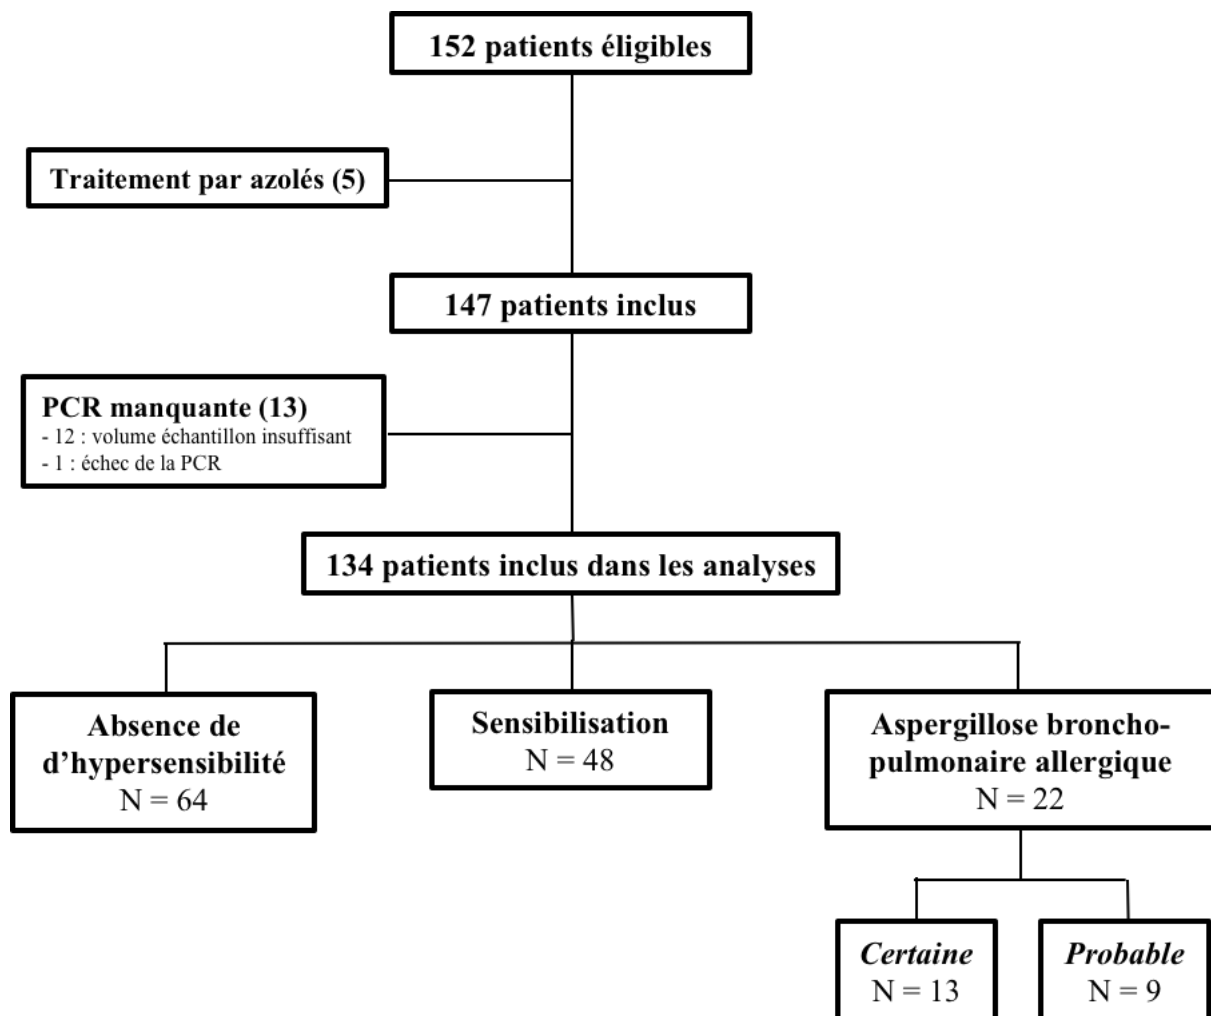 152 patients éligibles
Traitement par azolés (5)
147 patients inclus
PCR manquante (13)
- 12 : volume échantillon insuffisant
- 1 : échec de la PCR
134 patients inclus dans les analyses
Absence de
d’hypersensibilité
N = 64
Sensibilisation
N = 48
Aspergillose broncho-
pulmonaire allergique
N = 22
Certaine
N = 13
Probable
N = 9